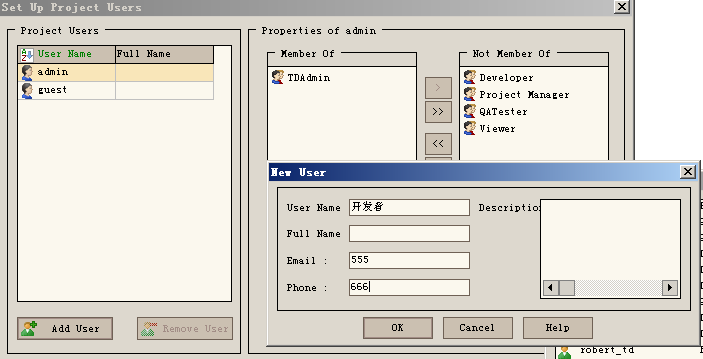 Set Up Project Users
Project Users
User Name Full Name
admin
guest
Add User Remove User
Properties of admin
Member Of
TDAdmin
>
>>
<<
Not Member Of
Developer
Project Manager
QATester
Viewer
New User
User Name 开发者 Description
Full Name
Email : 555
Phone : 666
OK Cancel Help
robert_td